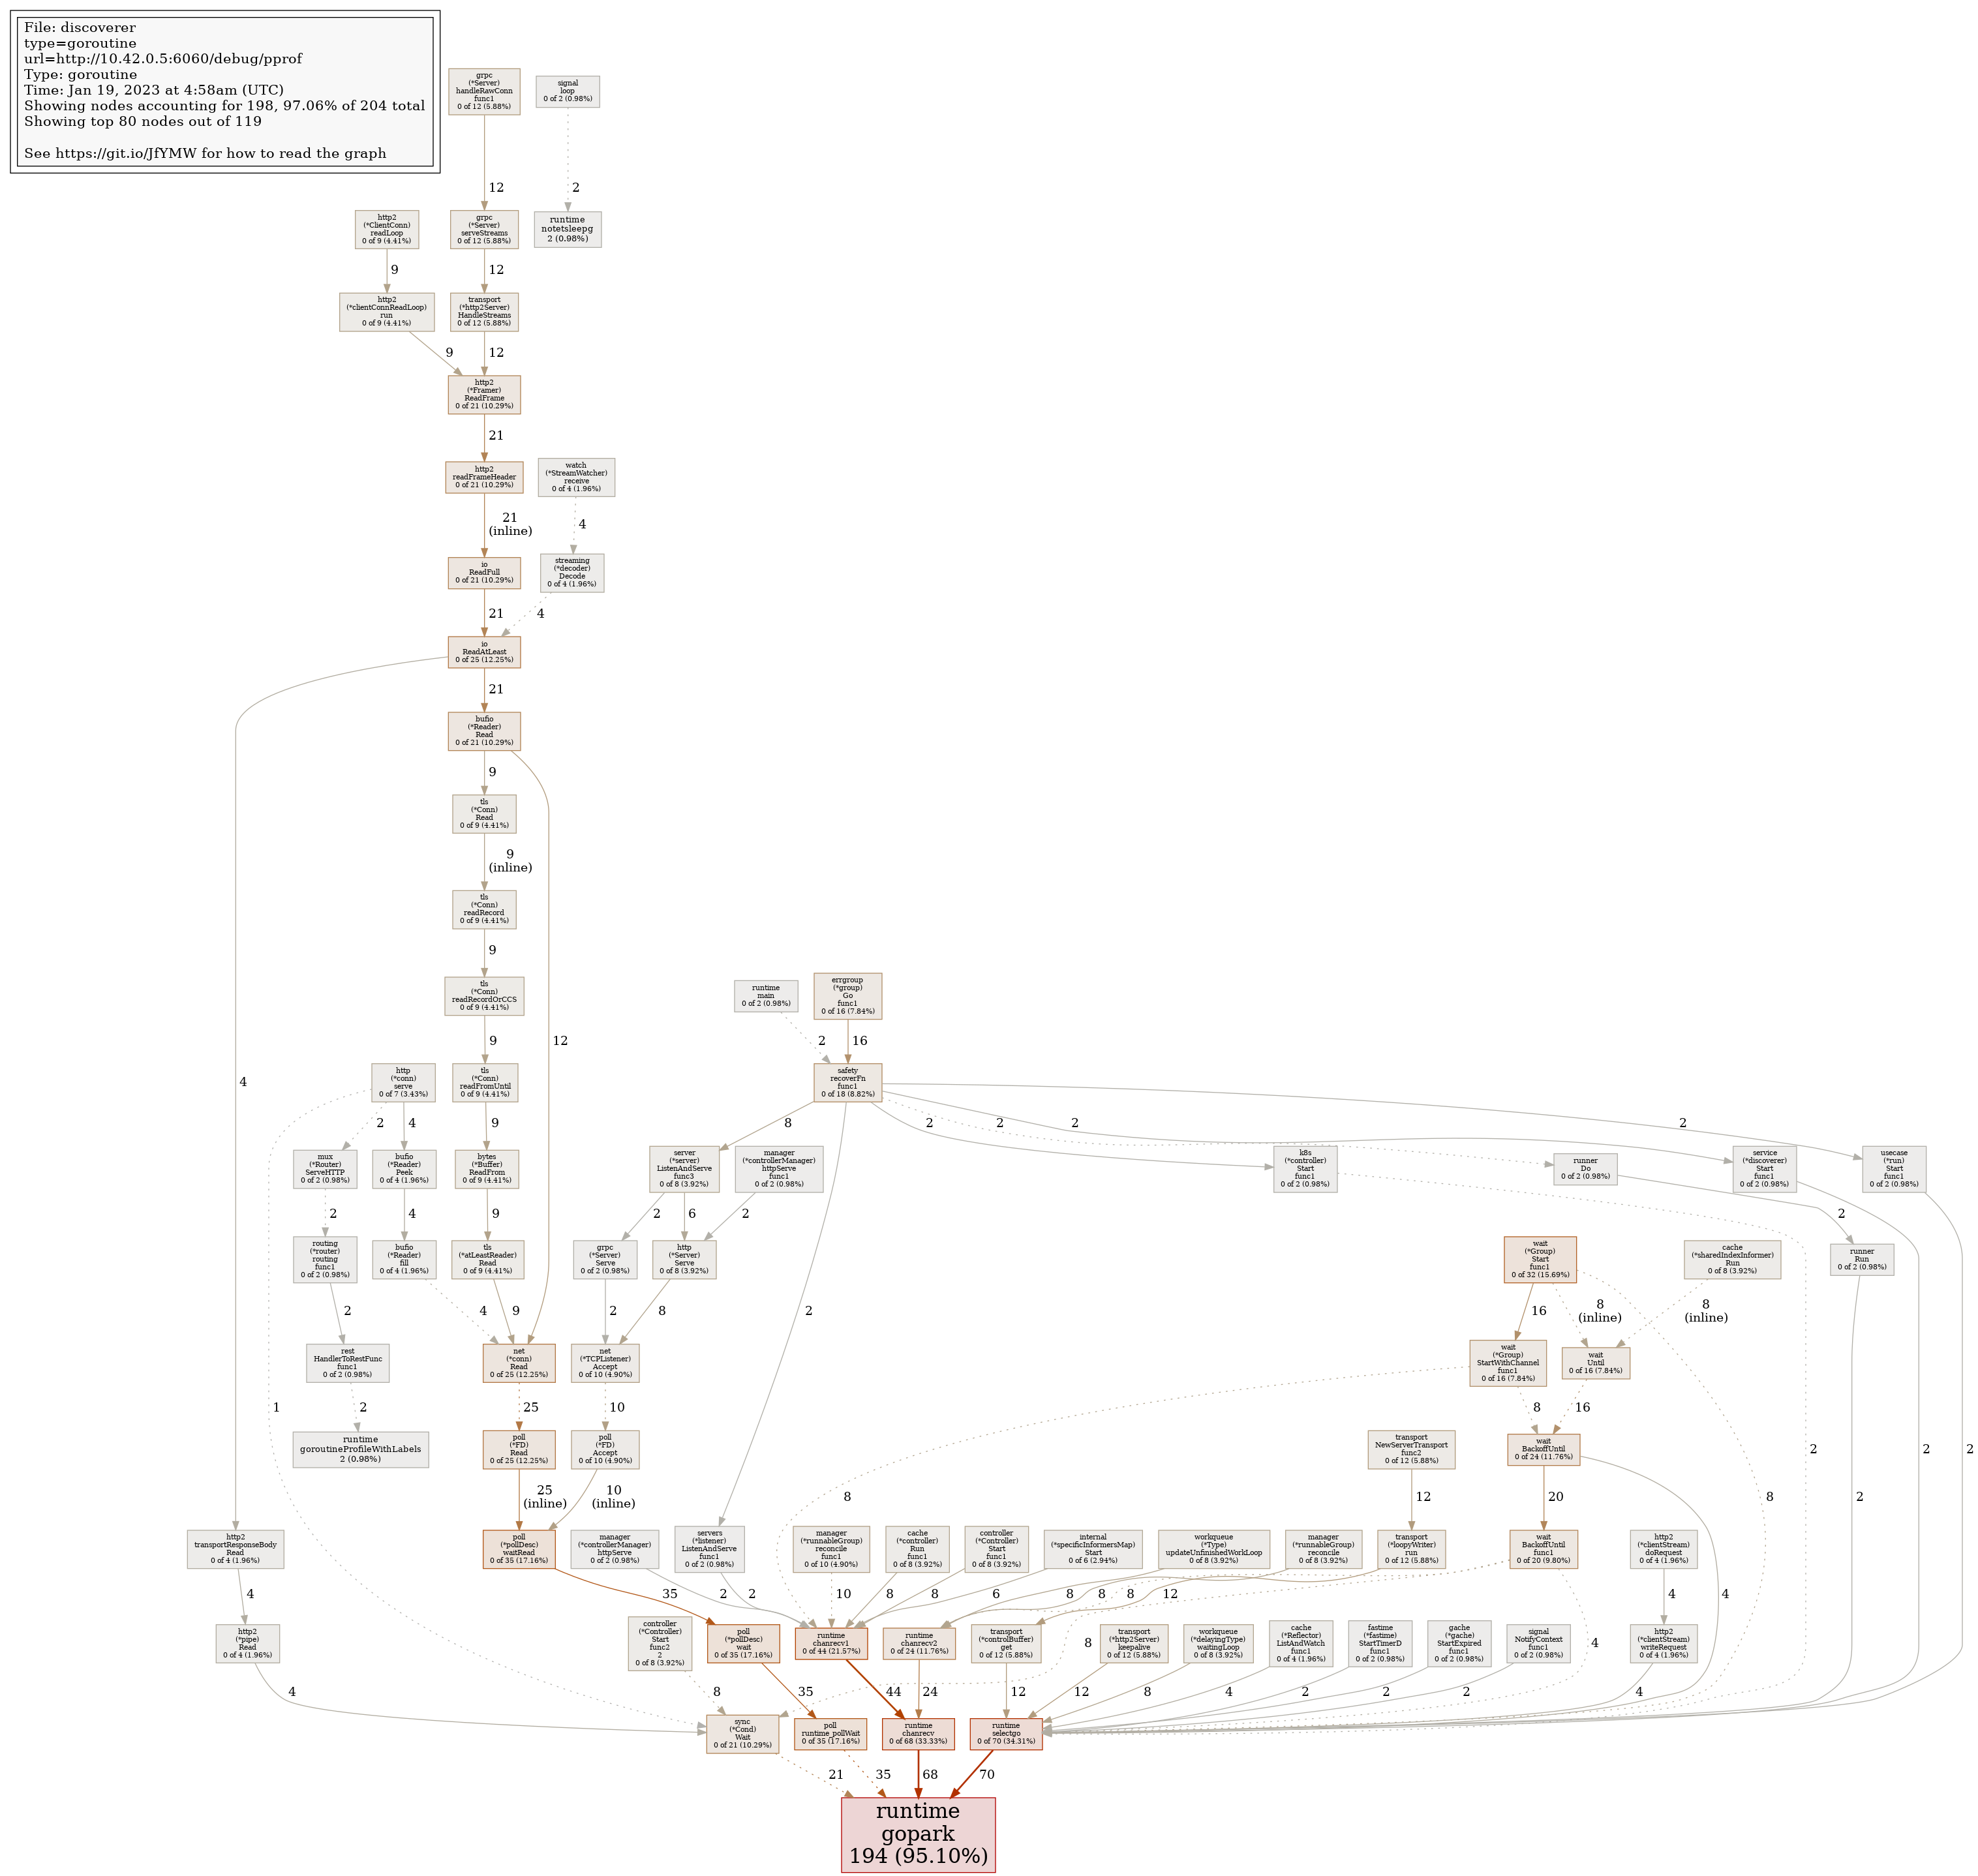 File: discoverer
type=goroutine
url=http://10.42.0.5:6060/debug/pprof
Type: goroutine
Time: Jan 19, 2023 at 4:58am (UTC)
Showing nodes accounting for 198, 97.06% of 204 total
Showing top 80 nodes out of 119
See https://git.io/JfYMW for how to read the graph
grpc
(*Server)
handleRawConn
func1
0 of 12 (5.88%)
signal
loop
0 of 2 (0.98%)
12
2
http2
(*ClientConn)
readLoop
0 of 9 (4.41%)
grpc
(*Server)
serveStreams
0 of 12 (5.88%)
runtime
notetsleepg
2 (0.98%)
9
12
http2
(*clientConnReadLoop)
run
0 of 9 (4.41%)
transport
(*http2Server)
HandleStreams
0 of 12 (5.88%)
9
12
http2
(*Framer)
ReadFrame
0 of 21 (10.29%)
21
http2
readFrameHeader
0 of 21 (10.29%)
watch
(*StreamWatcher)
receive
0 of 4 (1.96%)
21
(inline)
4
io
ReadFull
0 of 21 (10.29%)
streaming
(*decoder)
Decode
0 of 4 (1.96%)
21
4
io
ReadAtLeast
0 of 25 (12.25%)
21
bufio
(*Reader)
Read
0 of 21 (10.29%)
9
tls
(*Conn)
Read
0 of 9 (4.41%)
9
(inline)
tls
(*Conn)
readRecord
0 of 9 (4.41%)
9
tls
(*Conn)
readRecordOrCCS
0 of 9 (4.41%)
runtime
main
0 of 2 (0.98%)
errgroup
(*group)
Go
func1
0 of 16 (7.84%)
9
12
2
16
4
http
(*conn)
serve
0 of 7 (3.43%)
tls
(*Conn)
readFromUntil
0 of 9 (4.41%)
safety
recoverFn
func1
0 of 18 (8.82%)
2
4
9
8
2
2
2
2
mux
(*Router)
ServeHTTP
0 of 2 (0.98%)
bufio
(*Reader)
Peek
0 of 4 (1.96%)
bytes
(*Buffer)
ReadFrom
0 of 9 (4.41%)
server
(*server)
ListenAndServe
func3
0 of 8 (3.92%)
manager
(*controllerManager)
httpServe
func1
0 of 2 (0.98%)
k8s
(*controller)
Start
func1
0 of 2 (0.98%)
runner
Do
0 of 2 (0.98%)
service
(*discoverer)
Start
func1
0 of 2 (0.98%)
usecase
(*run)
Start
func1
0 of 2 (0.98%)
2
4
9
2
6
2
2
routing
(*router)
routing
func1
0 of 2 (0.98%)
bufio
(*Reader)
fill
0 of 4 (1.96%)
tls
(*atLeastReader)
Read
0 of 9 (4.41%)
grpc
(*Server)
Serve
0 of 2 (0.98%)
http
(*Server)
Serve
0 of 8 (3.92%)
wait
(*Group)
Start
func1
0 of 32 (15.69%)
cache
(*sharedIndexInformer)
Run
0 of 8 (3.92%)
runner
Run
0 of 2 (0.98%)
2
4
9
2
8
2
16
8
(inline)
8
(inline)
rest
HandlerToRestFunc
func1
0 of 2 (0.98%)
net
(*conn)
Read
0 of 25 (12.25%)
net
(*TCPListener)
Accept
0 of 10 (4.90%)
wait
(*Group)
StartWithChannel
func1
0 of 16 (7.84%)
wait
Until
0 of 16 (7.84%)
1
2
25
10
8
16
runtime
goroutineProfileWithLabels
2 (0.98%)
poll
(*FD)
Read
0 of 25 (12.25%)
poll
(*FD)
Accept
0 of 10 (4.90%)
transport
NewServerTransport
func2
0 of 12 (5.88%)
wait
BackoffUntil
0 of 24 (11.76%)
2
2
2
25
(inline)
10
(inline)
8
12
20
8
2
http2
transportResponseBody
Read
0 of 4 (1.96%)
poll
(*pollDesc)
waitRead
0 of 35 (17.16%)
manager
(*controllerManager)
httpServe
0 of 2 (0.98%)
servers
(*listener)
ListenAndServe
func1
0 of 2 (0.98%)
manager
(*runnableGroup)
reconcile
func1
0 of 10 (4.90%)
cache
(*controller)
Run
func1
0 of 8 (3.92%)
controller
(*Controller)
Start
func1
0 of 8 (3.92%)
internal
(*specificInformersMap)
Start
0 of 6 (2.94%)
workqueue
(*Type)
updateUnfinishedWorkLoop
0 of 8 (3.92%)
manager
(*runnableGroup)
reconcile
0 of 8 (3.92%)
transport
(*loopyWriter)
run
0 of 12 (5.88%)
wait
BackoffUntil
func1
0 of 20 (9.80%)
http2
(*clientStream)
doRequest
0 of 4 (1.96%)
4
35
2
2
10
8
8
6
8
8
8
12
4
4
http2
(*pipe)
Read
0 of 4 (1.96%)
controller
(*Controller)
Start
func2
2
0 of 8 (3.92%)
poll
(*pollDesc)
wait
0 of 35 (17.16%)
runtime
chanrecv1
0 of 44 (21.57%)
runtime
chanrecv2
0 of 24 (11.76%)
transport
(*controlBuffer)
get
0 of 12 (5.88%)
transport
(*http2Server)
keepalive
0 of 12 (5.88%)
workqueue
(*delayingType)
waitingLoop
0 of 8 (3.92%)
cache
(*Reflector)
ListAndWatch
func1
0 of 4 (1.96%)
fastime
(*fastime)
StartTimerD
func1
0 of 2 (0.98%)
gache
(*gache)
StartExpired
func1
0 of 2 (0.98%)
signal
NotifyContext
func1
0 of 2 (0.98%)
http2
(*clientStream)
writeRequest
0 of 4 (1.96%)
8
4
4
8
35
44
24
12
12
8
4
2
2
2
4
sync
(*Cond)
Wait
0 of 21 (10.29%)
poll
runtime_pollWait
0 of 35 (17.16%)
runtime
chanrecv
0 of 68 (33.33%)
runtime
selectgo
0 of 70 (34.31%)
21
35
68
70
runtime
gopark
194 (95.10%)